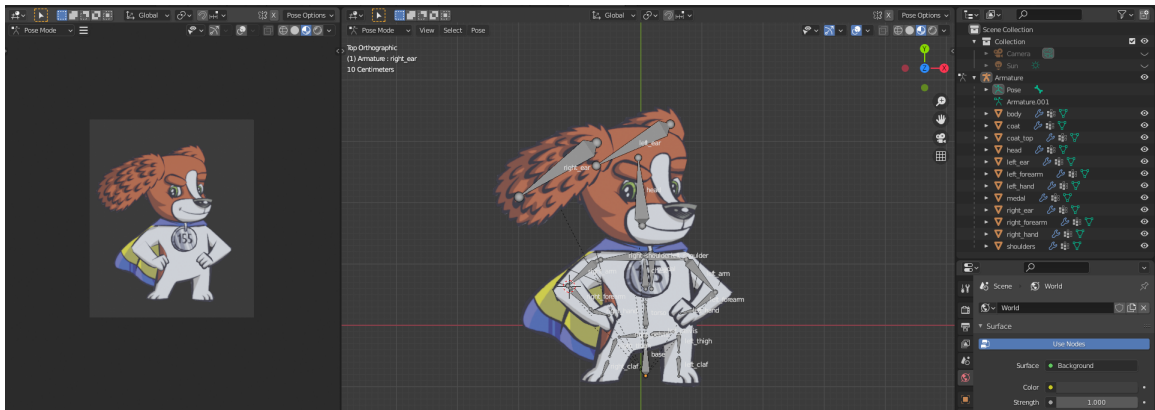 Global
Pose Options
Global
Pose Options
Pose Mode
Pose Mode
View
Select
Pose
Top Orthographic
(1) Armature : right_ear
10 Centimeters
Y
Z
X
left_ear
right_ear
155
155
base
Scene Collection
Collection
Camera
Sun
Armature
Pose
Armature.001
body
coat
coat_top
head
left_ear
left_forearm
left_hand
medal
right_ear
right_forearm
right_hand
shoulders
Scene
World
World
Surface
Use Nodes
Surface
Background
Color
Strength
1.000